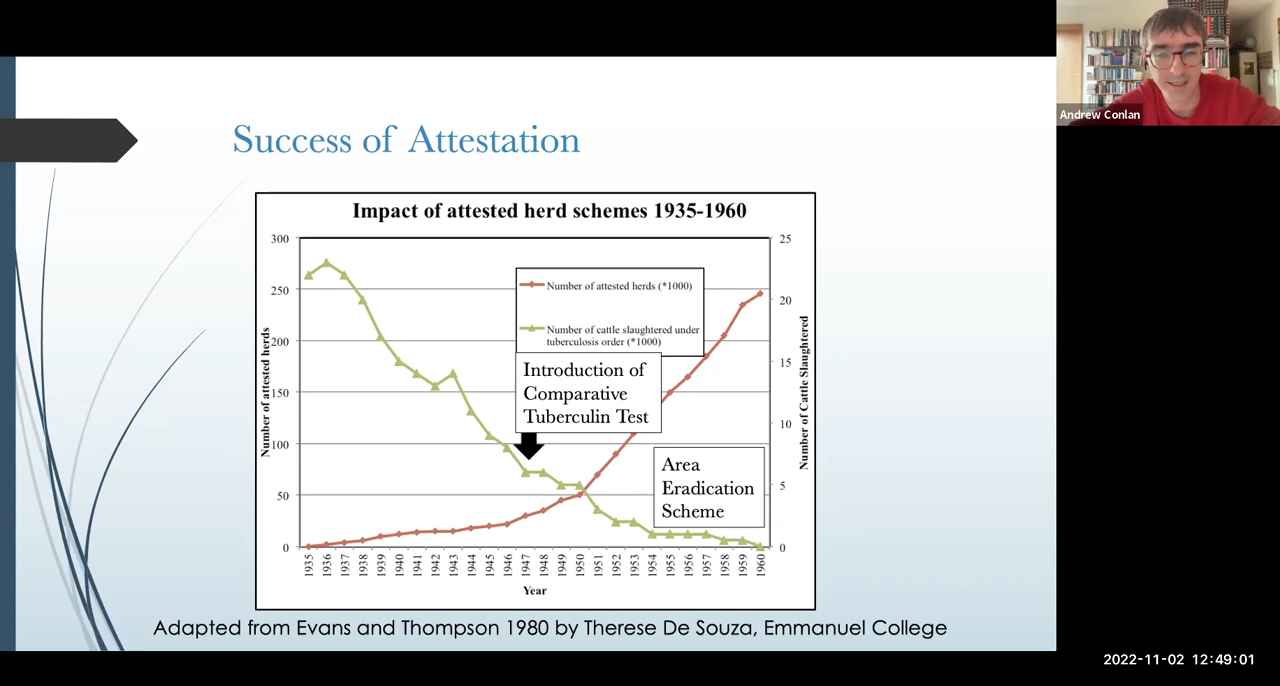 Success of Attestation
Impact of attested herd schemes 1935-1960
300
250
200
150
100
50
0
Number of attested herds
25
20
15
10
5
0
Number of Cattle Slaughtered
Number of attested herds (*1000)
Number of cattle slaughtered under
tuberculosis order (*1000)
Introduction of
Comparative
Tuberculin Test
Area
Eradication
Scheme
1935 1936 1937 1938 1939 1940 1941 1942 1943 1944 1945 1946 1947 1948 1949 1950 1951 1952 1953 1954 1955 1956 1957 1958 1959 1960
Year
Adapted from Evans and Thompson 1980 by Therese De Souza, Emmanuel College
Andrew Conlan
2022-11-02 12:49:01